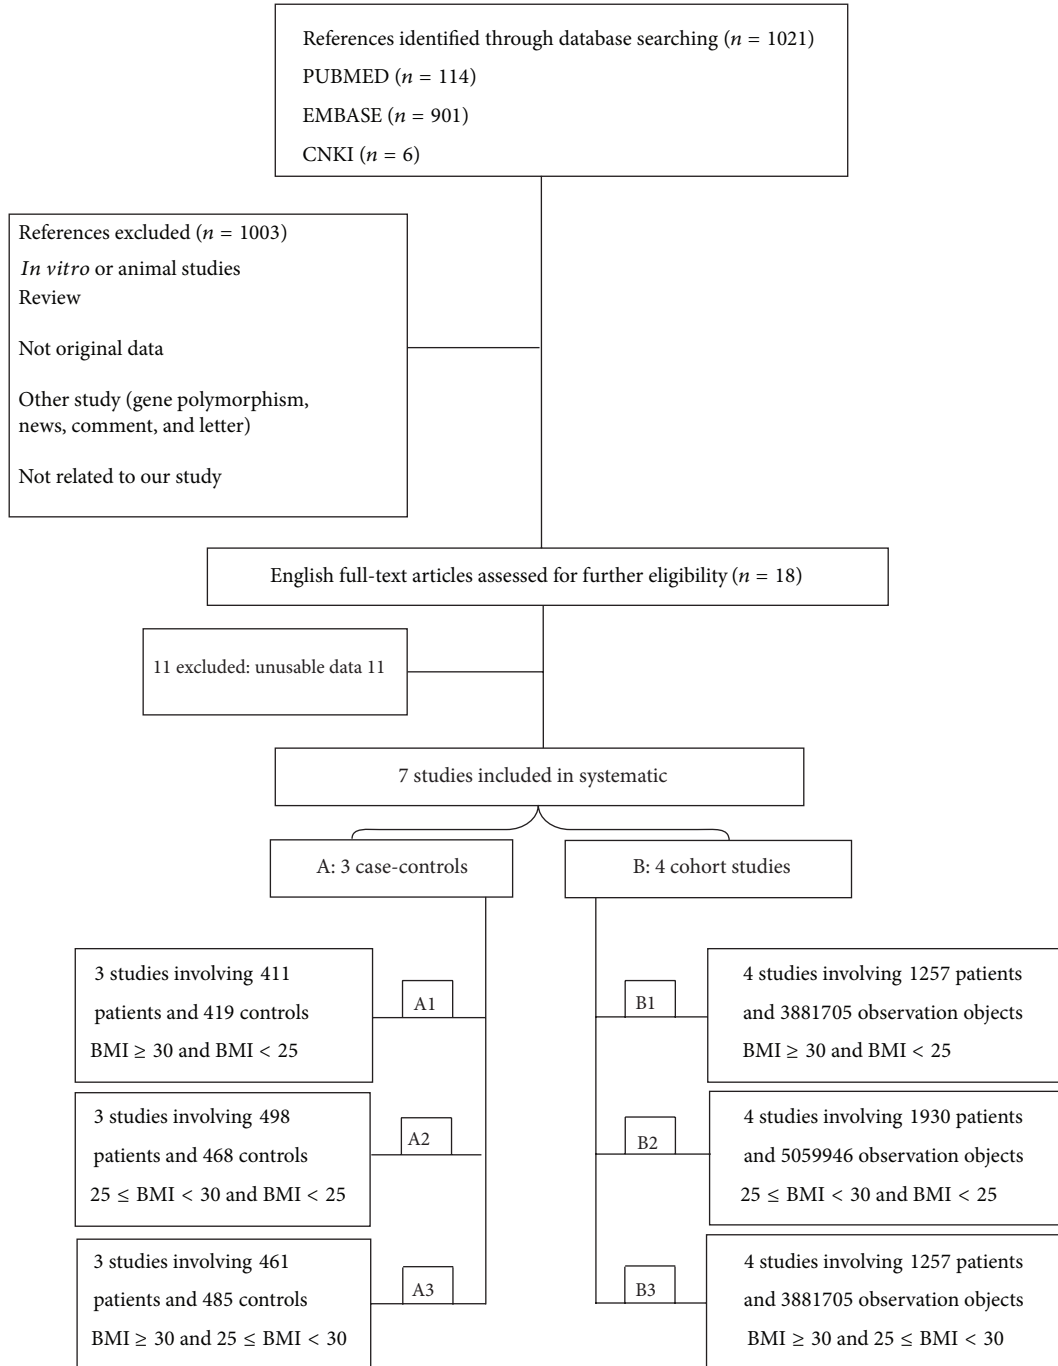 References identified through database searching (n = 1021)
PUBMED (n = 114)
EMBASE (n = 901)
CNKI (n = 6)
References excluded (n = 1003)
In vitro or animal studies
Review
Not original data
Other study (gene polymorphism,
news, comment, and letter)
Not related to our study
English full-text articles assessed for further eligibility (n = 18)
11 excluded: unusable data 11
7 studies included in systematic
A: 3 case-controls
B: 4 cohort studies
3 studies involving 411
patients and 419 controls
BMI ≥ 30 and BMI < 25
A1
B1
4 studies involving 1257 patients
and 3881705 observation objects
BMI ≥ 30 and BMI < 25
3 studies involving 498
patients and 468 controls
25 ≤ BMI < 30 and BMI < 25
A2
B2
4 studies involving 1930 patients
and 5059946 observation objects
25 ≤ BMI < 30 and BMI < 25
3 studies involving 461
patients and 485 controls
BMI ≥ 30 and 25 ≤ BMI < 30
A3
B3
4 studies involving 1257 patients
and 3881705 observation objects
BMI ≥ 30 and 25 ≤ BMI < 30